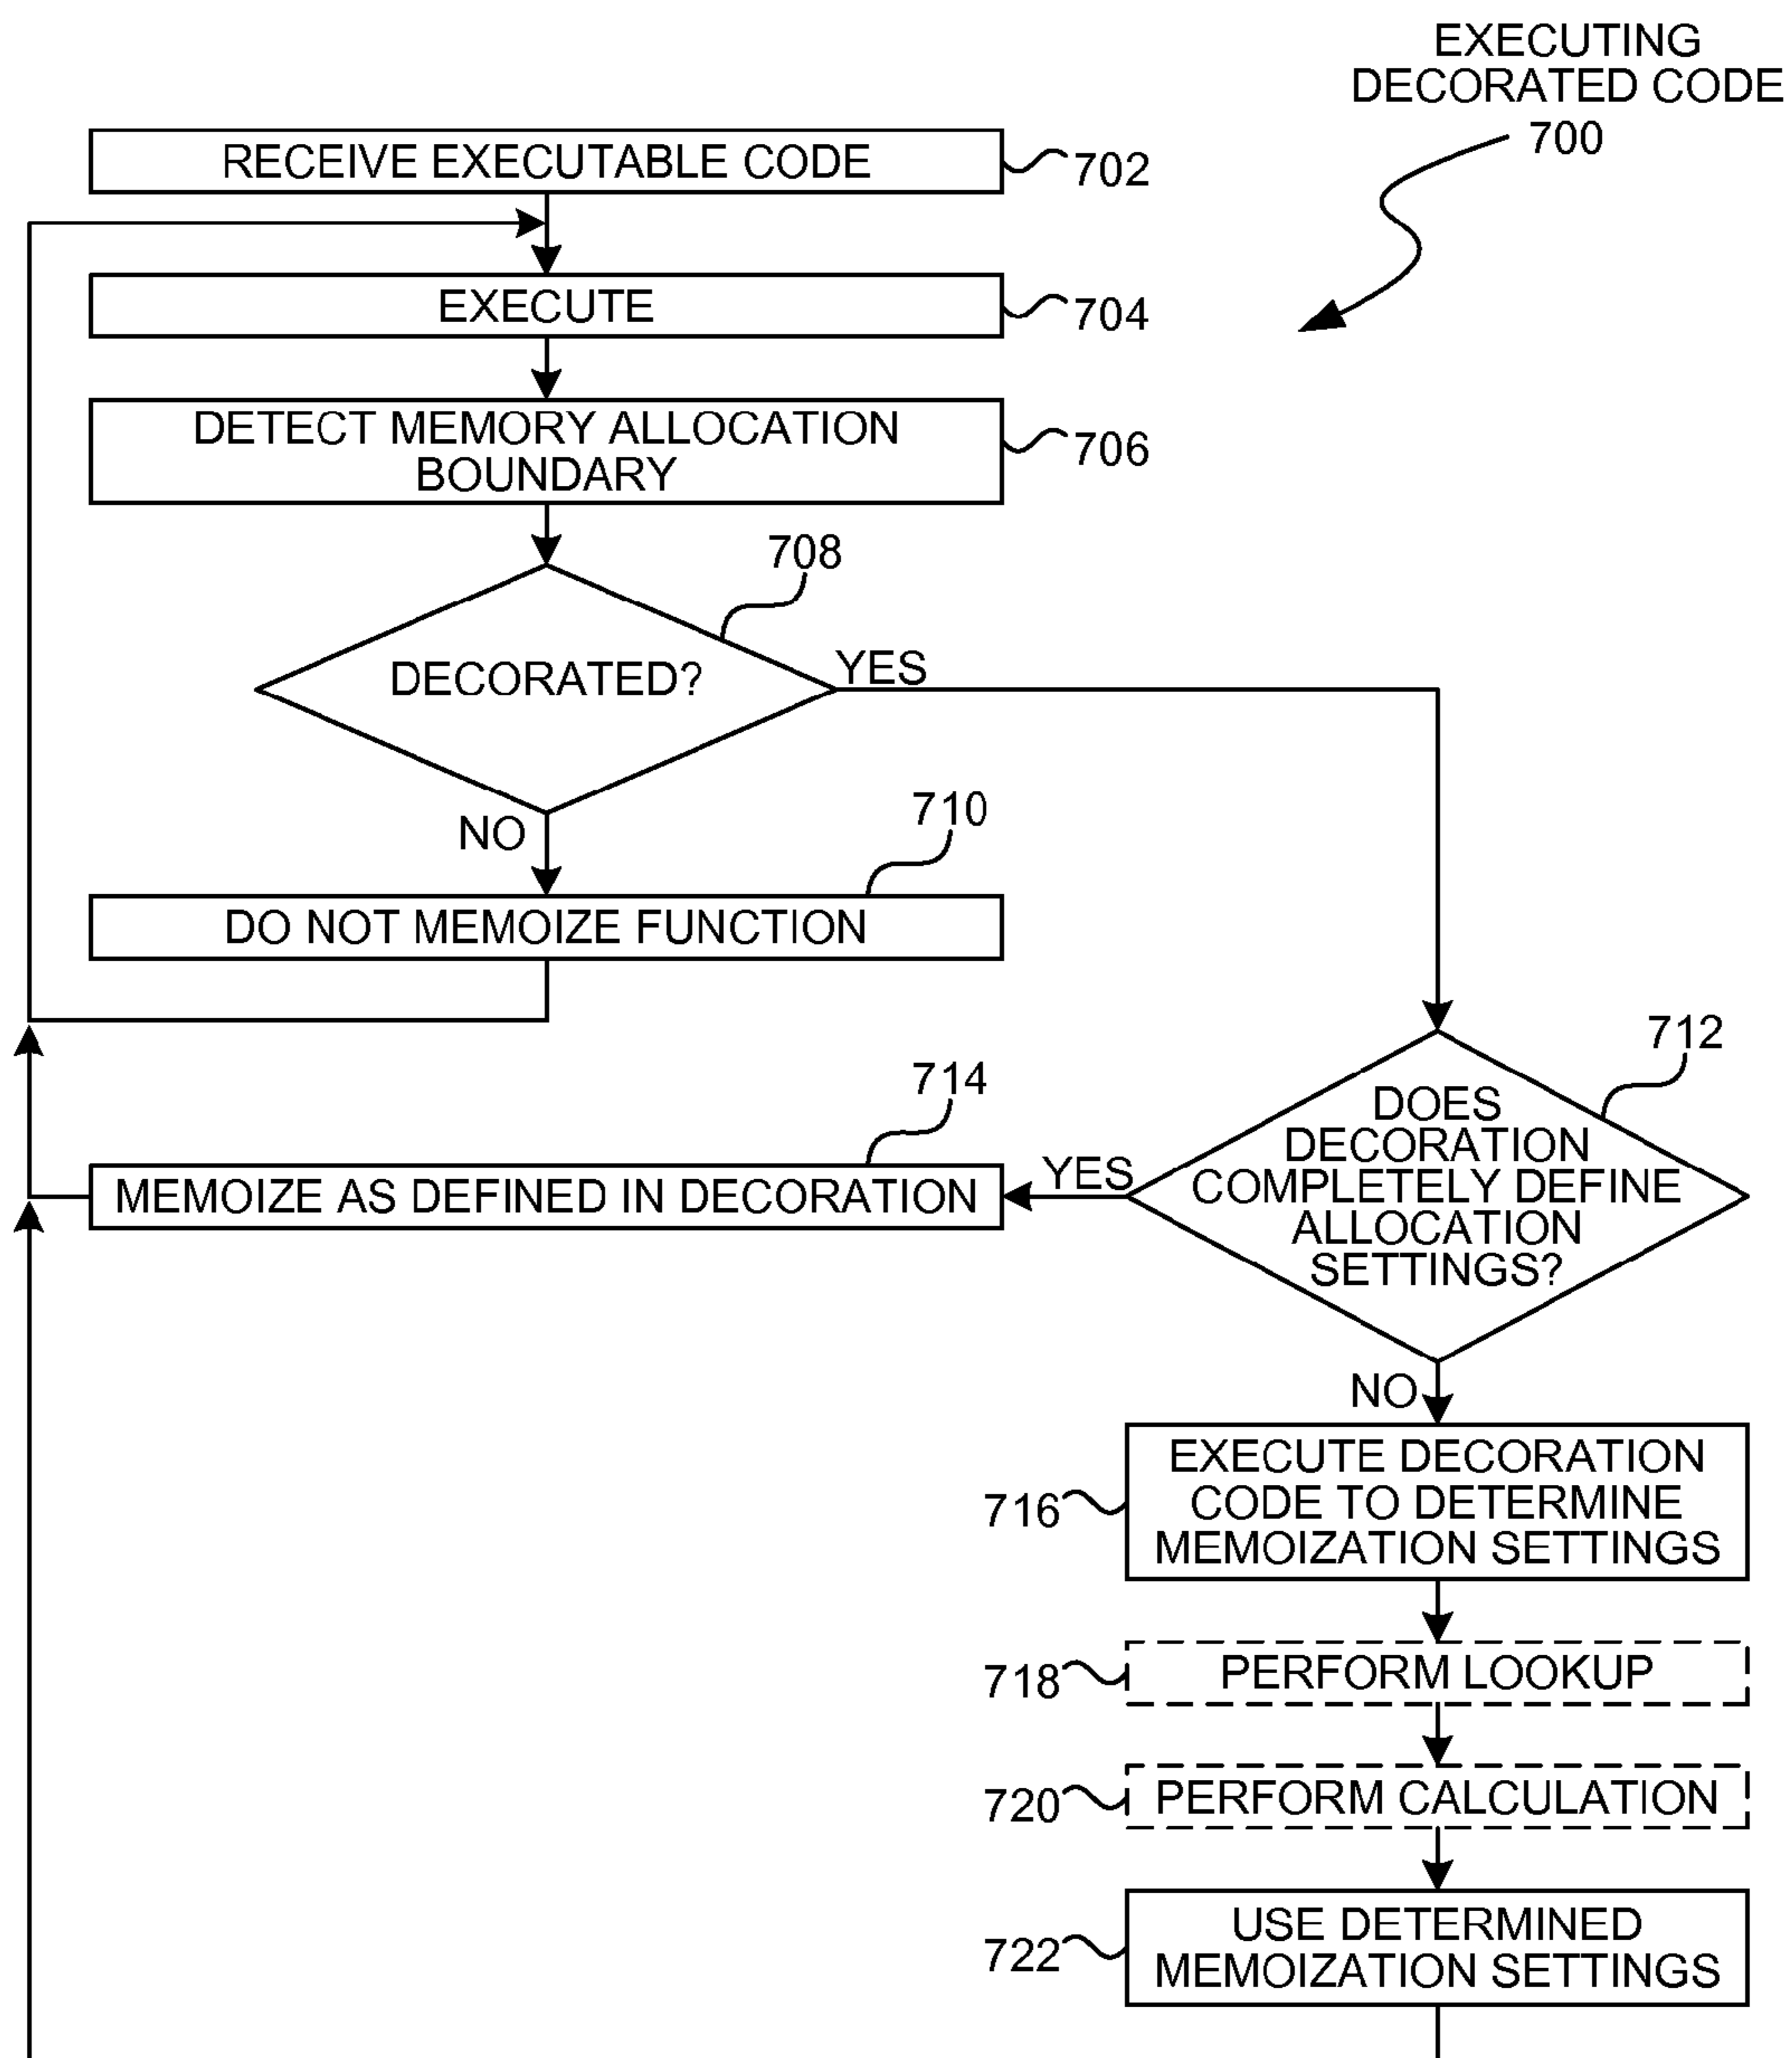 EXECUTING
DECORATED CODE
700
RECEIVE EXECUTABLE CODE
702
EXECUTE
704
DETECT MEMORY ALLOCATION
BOUNDARY
706
708
DECORATED?
YES
NO
710
DO NOT MEMOIZE FUNCTION
712
DOES
DECORATION
COMPLETELY DEFINE
ALLOCATION
SETTINGS?
YES
714
MEMOIZE AS DEFINED IN DECORATION
NO
716
EXECUTE DECORATION
CODE TO DETERMINE
MEMOIZATION SETTINGS
718
PERFORM LOOKUP
720
PERFORM CALCULATION
722
USE DETERMINED
MEMOIZATION SETTINGS